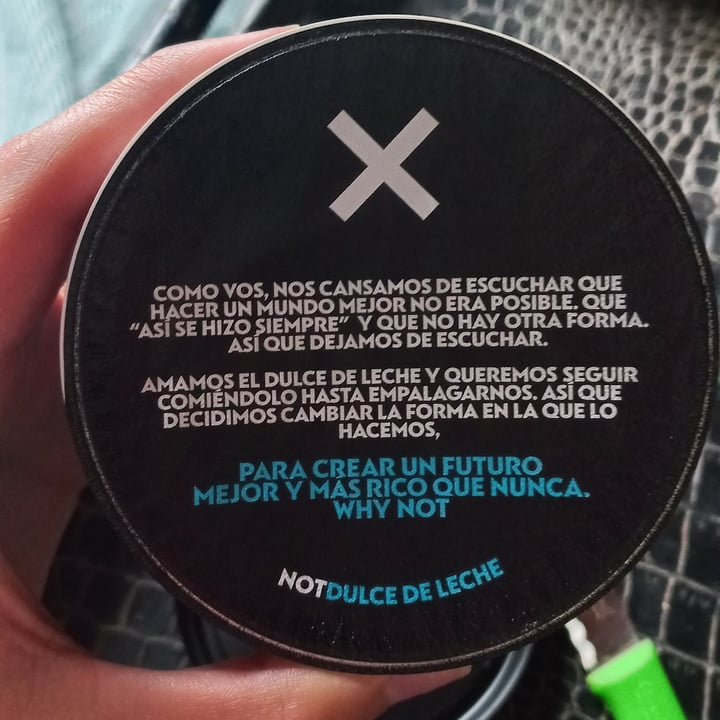 COMO VOS, NOS CANSAMOS DE ESCUCHAR QUE
HACER UN MUNDO MEJOR NO ERA POSIBLE. QUE
“ASÍ SE HIZO SIEMPRE” Y QUE NO HAY OTRA FORMA.
ASÍ QUE DEJAMOS DE ESCUCHAR.
AMAMOS EL DULCE DE LECHE Y QUEREMOS SEGUIR
COMIÉNDOLO HASTA EMPALAGARNOS. ASÍ QUE
DECIDIMOS CAMBIAR LA FORMA EN LA QUE LO
HACEMOS,
PARA CREAR UN FUTURO
MEJOR Y MÁS RICO QUE NUNCA.
WHY NOT
NOTDULCE DE LECHE